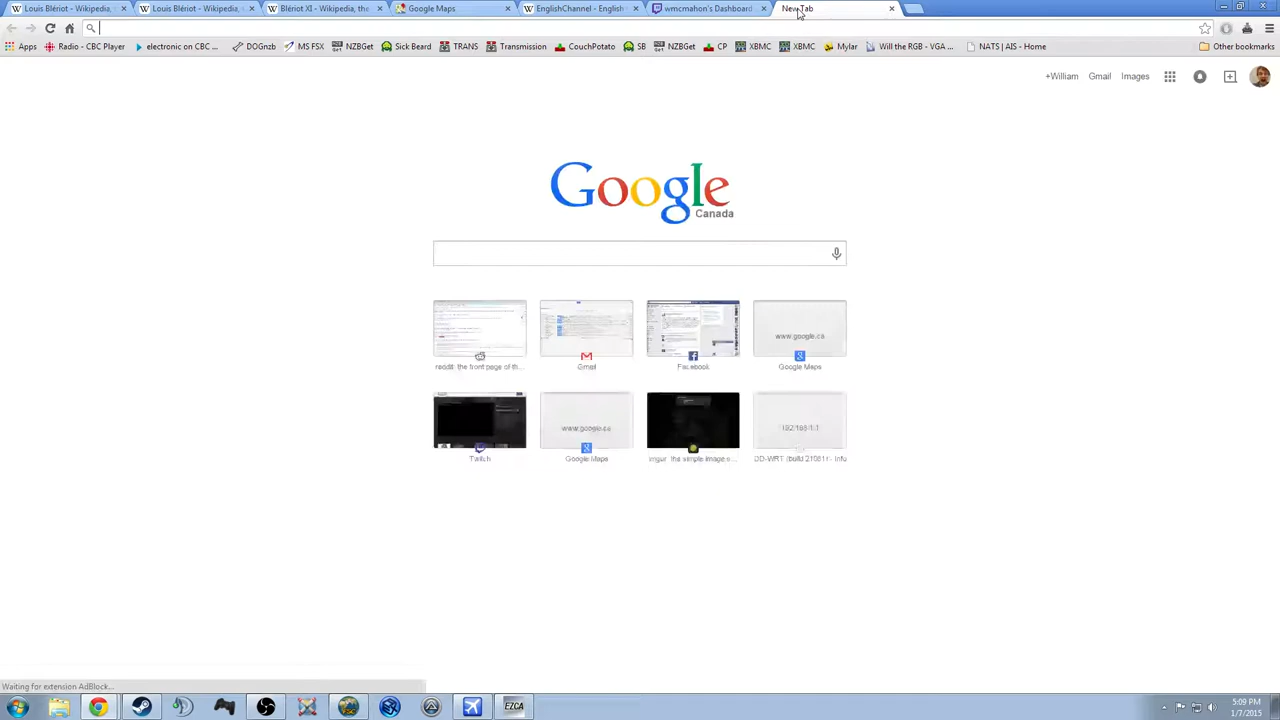 Louis Blériot - Wikipedia, Louis Blériot - Wikipedia, Blériot XI - Wikipedia, the Google Maps EnglishChannel - English wmcmahon's Dashboard New Tab
Apps Radio - CBC Player electronic on CBC ... DOGnzb MS FSX NZBGet Sick Beard TRANS Transmission CouchPotato SB NZBGet CP XBMC XBMC Mylar Will the RGB - VGA ... NATS | AIS - Home Other bookmarks
+William Gmail Images
Google
Canada
www.google.ca
reddit: the front page of th... Gmail Facebook Google Maps
www.google.ca 192.168.1.1
Twitch Google Maps imgur: the simple image s... DD-WRT (build 21061) - Info
Waiting for extension AdBlock...
EZCA
5:09 PM
1/7/2015